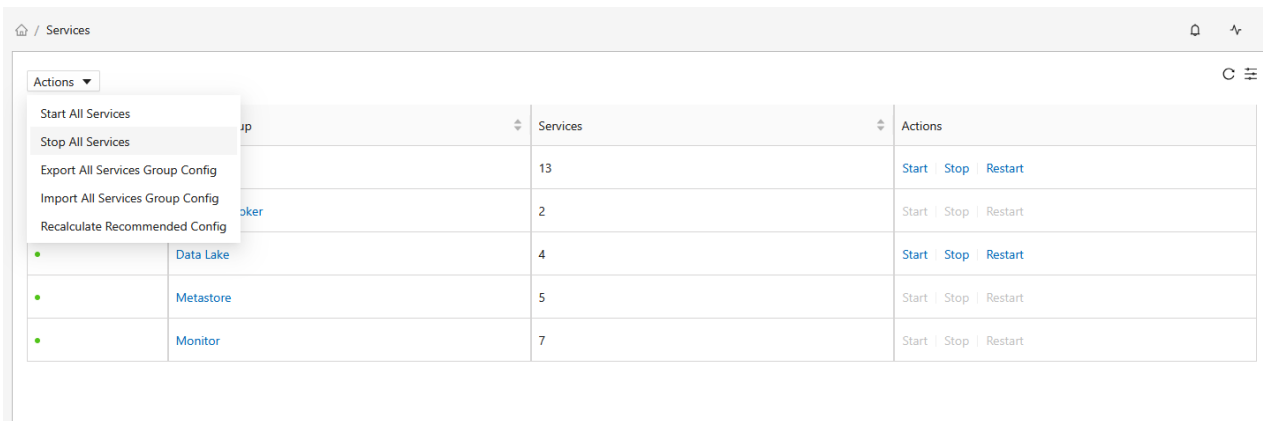 / Services
Actions
Start All Services
Stop All Services
Export All Services Group Config
Import All Services Group Config
Recalculate Recommended Config
Services Actions
13 Start Stop Restart
2 Start Stop Restart
Data Lake 4 Start Stop Restart
Metastore 5 Start Stop Restart
Monitor 7 Start Stop Restart